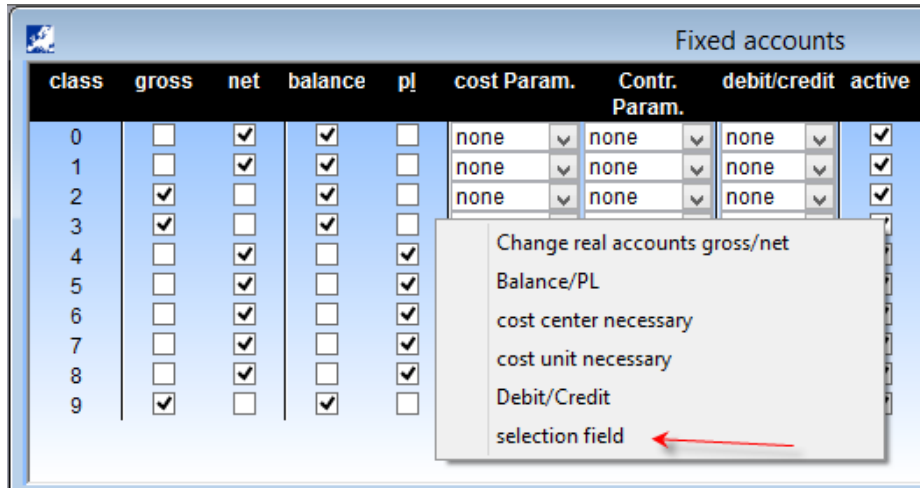 Fixed accounts
class gross net balance pl cost Param. Contr. Param. debit/credit active
0 none none none
1 none none none
2 none none none
3
4
5
6
7
8
9
Change real accounts gross/net
Balance/PL
cost center necessary
cost unit necessary
Debit/Credit
selection field